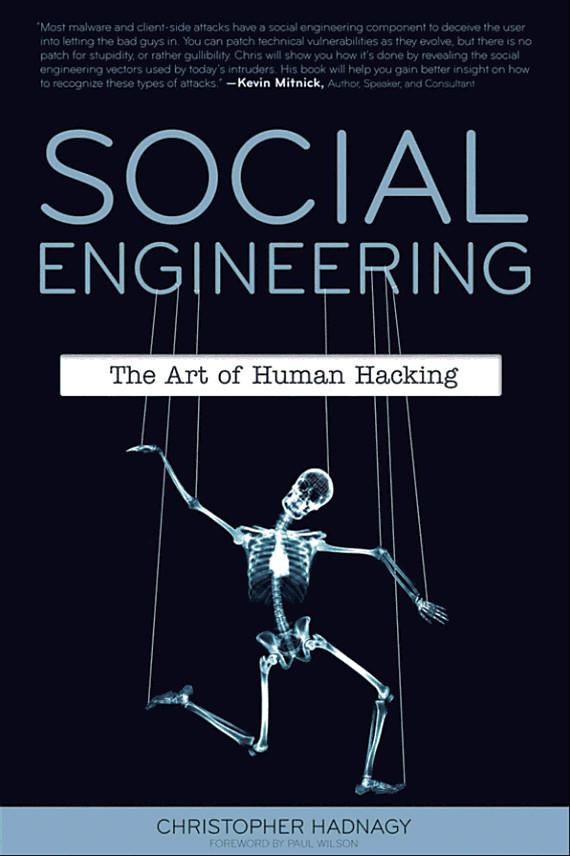 "Most malware and client-side attacks have a social engineering component to deceive the user
into letting the bad guys in. You can patch technical vulnerabilities as they evolve, but there is no
patch for stupidity, or rather gullibility. Chris will show you how it's done by revealing the social
engineering vectors used by today's intruders. His book will help you gain better insight on how
to recognize these types of attacks." —Kevin Mitnick, Author, Speaker, and Consultant
SOCIAL
ENGINEERING
The Art of Human Hacking
CHRISTOPHER HADNAGY
FOREWORD BY PAUL WILSON